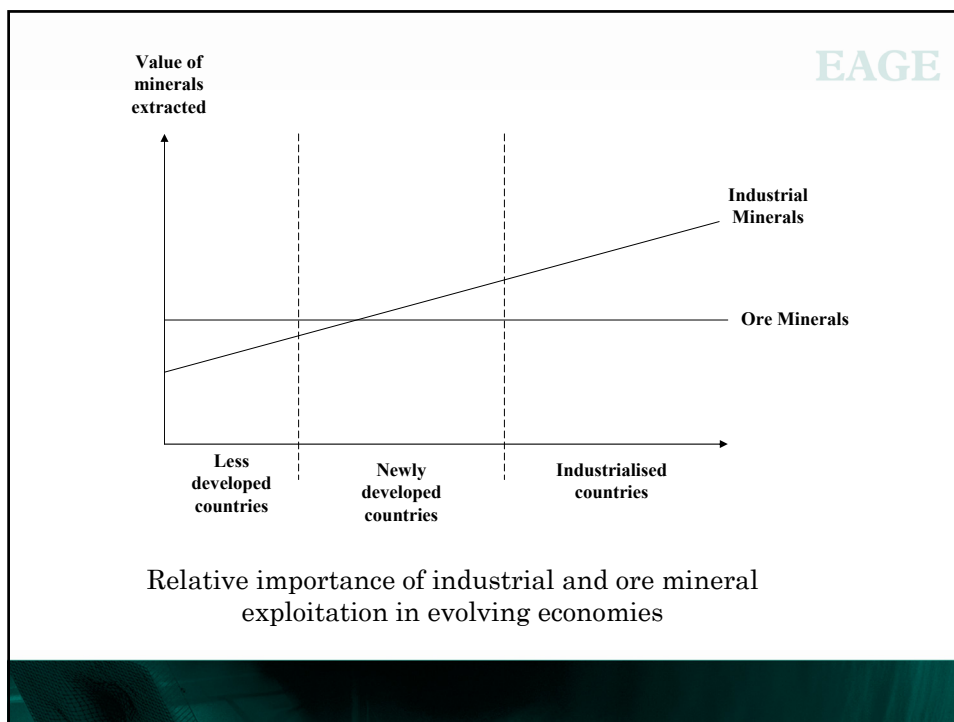 EAGE
Value of
minerals
extracted
Industrial
Minerals
Ore Minerals
Less
developed
countries
Newly
developed
countries
Industrialised
countries
Relative importance of industrial and ore mineral
exploitation in evolving economies